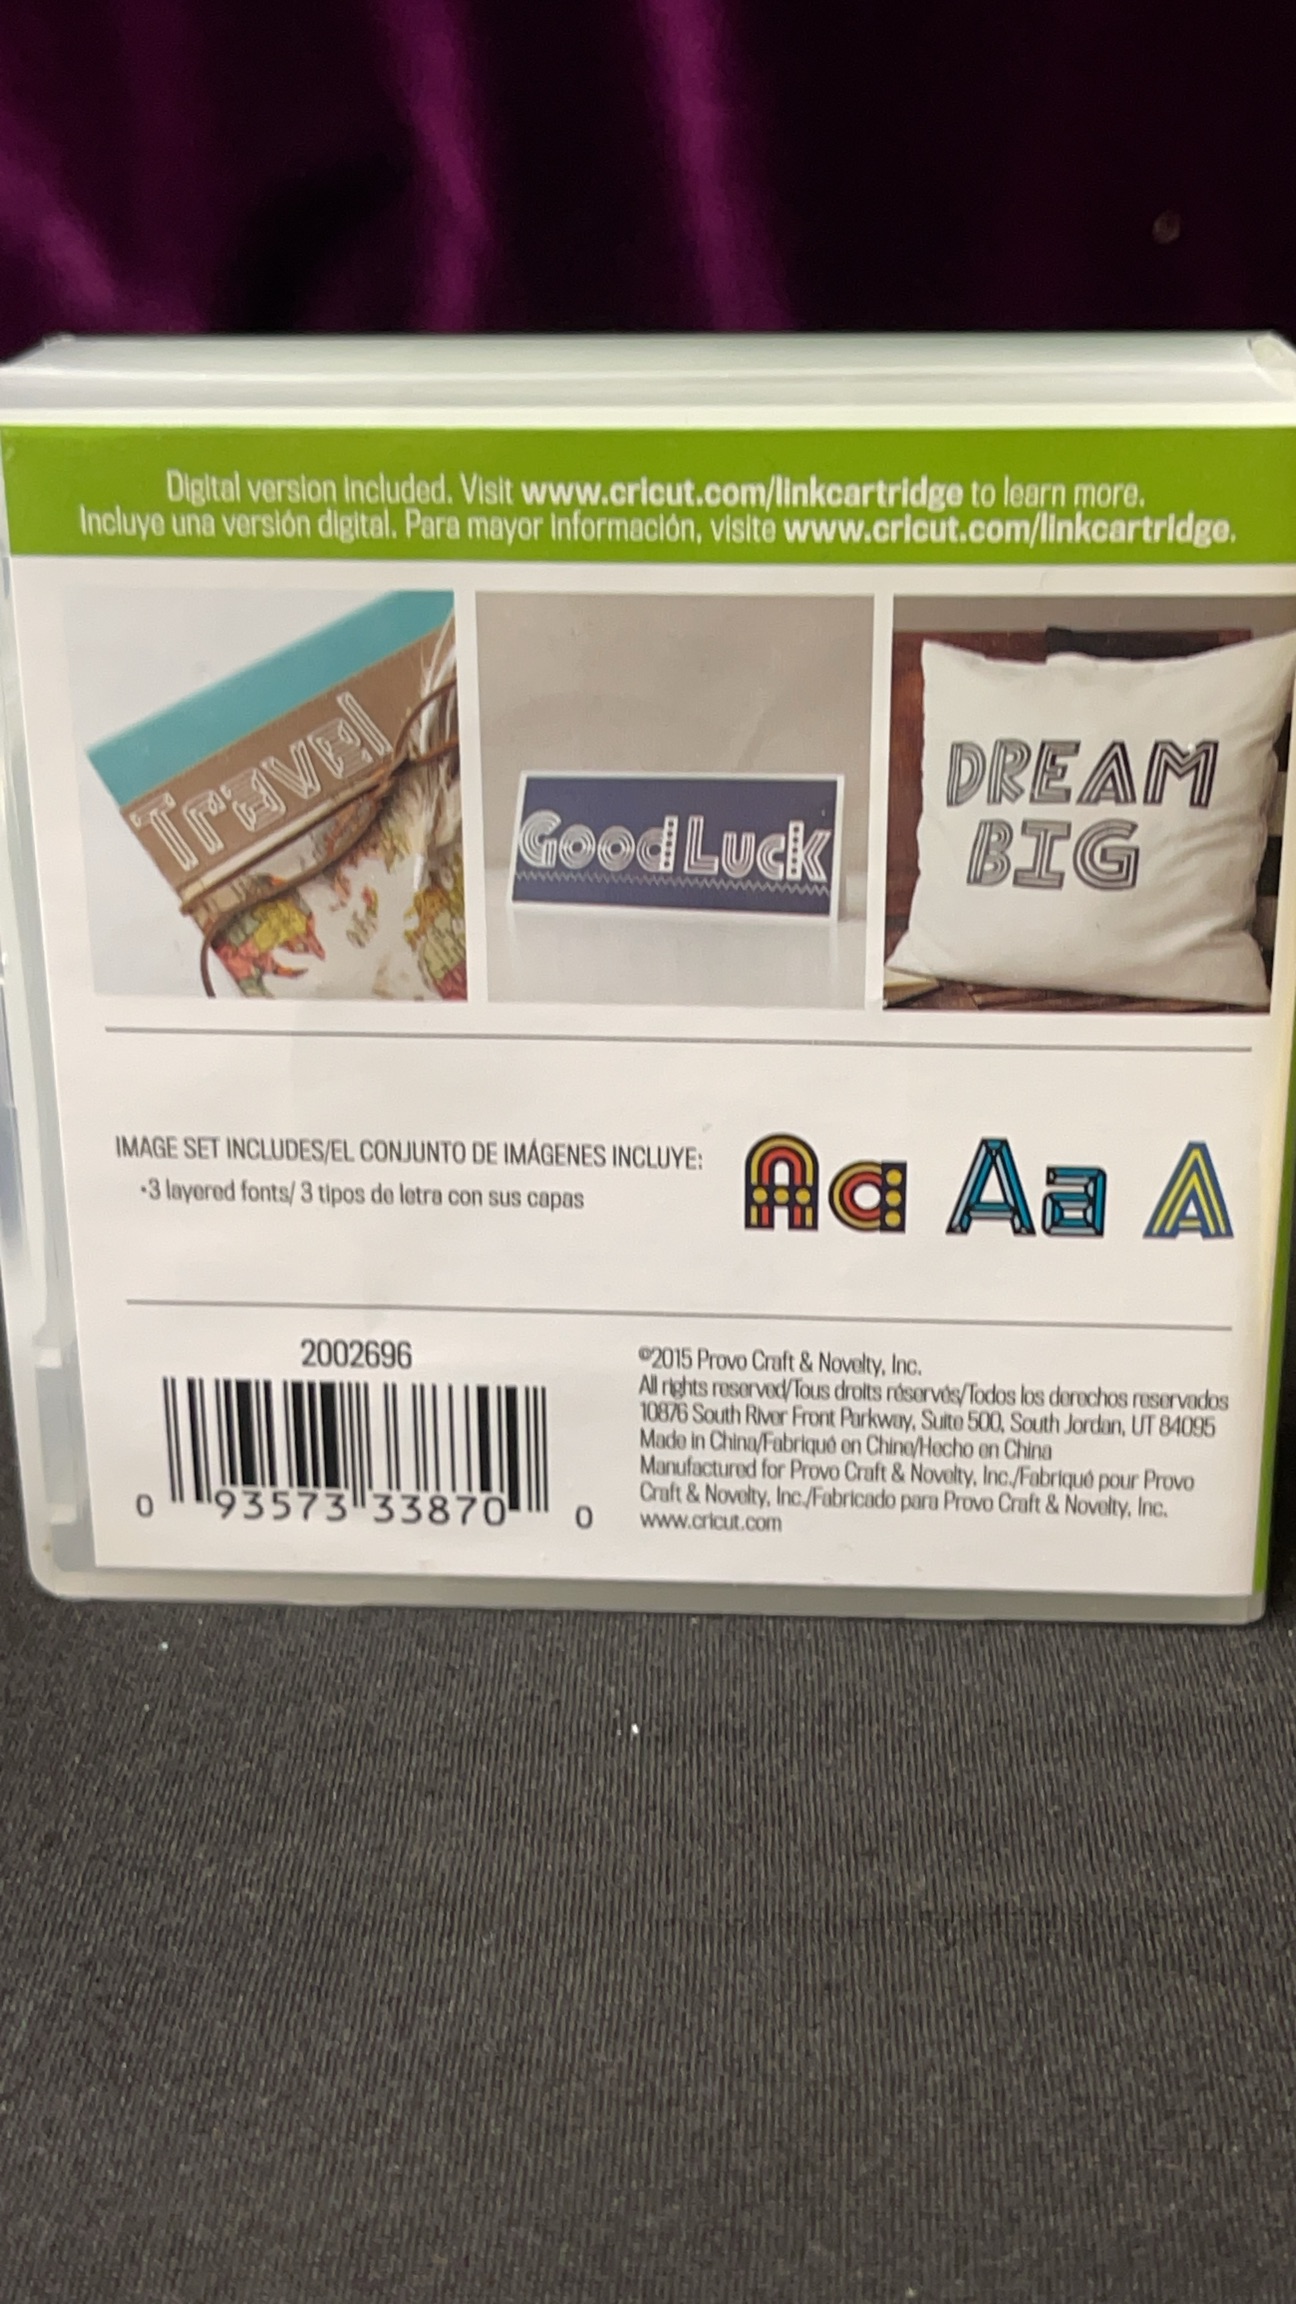 Digital version included. Visit www.cricut.com/linkcartridge to learn more.
Incluye una versión digital. Para mayor información, visite www.cricut.com/linkcartridge.
Travel
Good Luck
DREAM
BIG
IMAGE SET INCLUDES/EL CONJUNTO DE IMÁGENES INCLUYE:
•3 layered fonts/ 3 tipos de letra con sus capas
Aa Aa A
2002696
0 93573 33870 0
©2015 Provo Craft & Novelty, Inc.
All rights reserved/Tous droits réservés/Todos los derechos reservados
10876 South River Front Parkway, Suite 500, South Jordan, UT 84095
Made in China/Fabriqué en Chine/Hecho en China
Manufactured for Provo Craft & Novelty, Inc./Fabriqué pour Provo
Craft & Novelty, Inc./Fabricado para Provo Craft & Novelty, Inc.
www.cricut.com